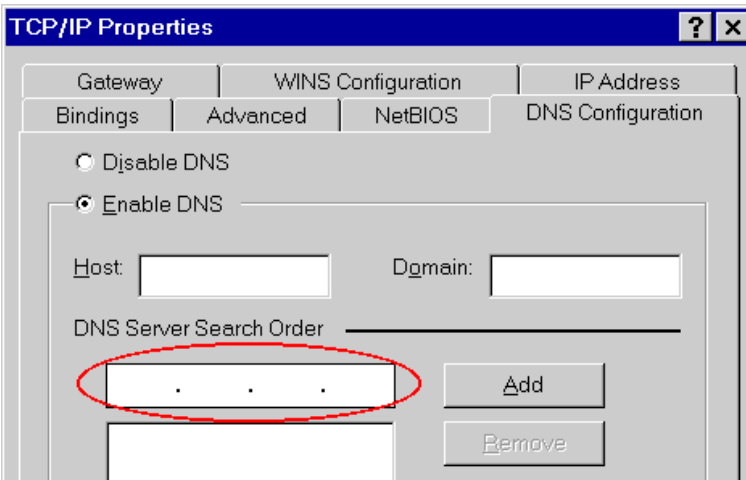 TCP/IP Properties ? ×
Gateway WINS Configuration IP Address
Bindings Advanced NetBIOS DNS Configuration
Disable DNS
Enable DNS
Host: Domain:
DNS Server Search Order
. . . Add
Remove